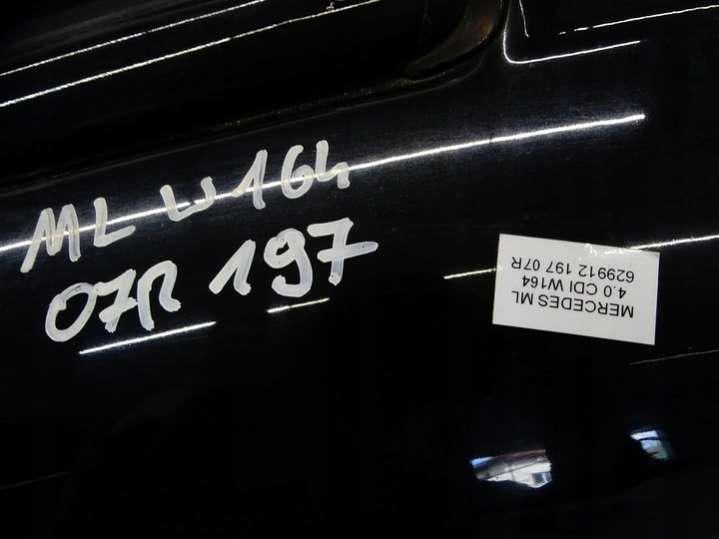 ML W164
07R 197
MERCEDES ML
4.0 CDI W164
629912 197 07R